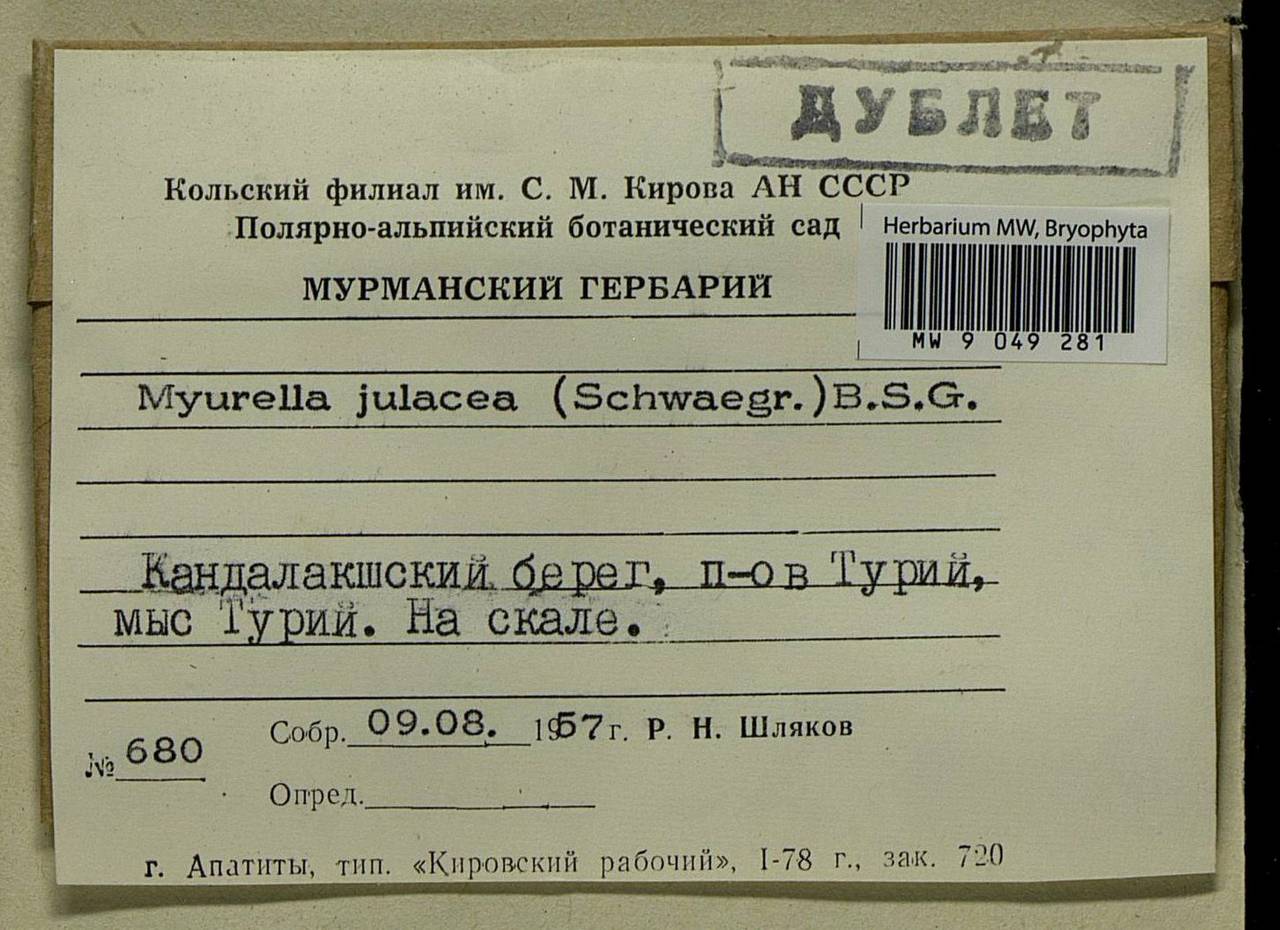 ДУБЛЕТ
Кольский филиал им. С. М. Кирова АН СССР
Полярно-альпийский ботанический сад
МУРМАНСКИЙ ГЕРБАРИЙ
Herbarium MW, Bryophyta
MW 9 049 281
Myurella julacea (Schwaegr.)B.S.G.
Кандалакшский берег, п-ов Турий,
мыс Турий. На скале.
Собр. 09.08. 1957г. Р. Н. Шляков
№ 680
Опред.
г. Апатиты, тип. «Кировский рабочий», I-78 г., зак. 720